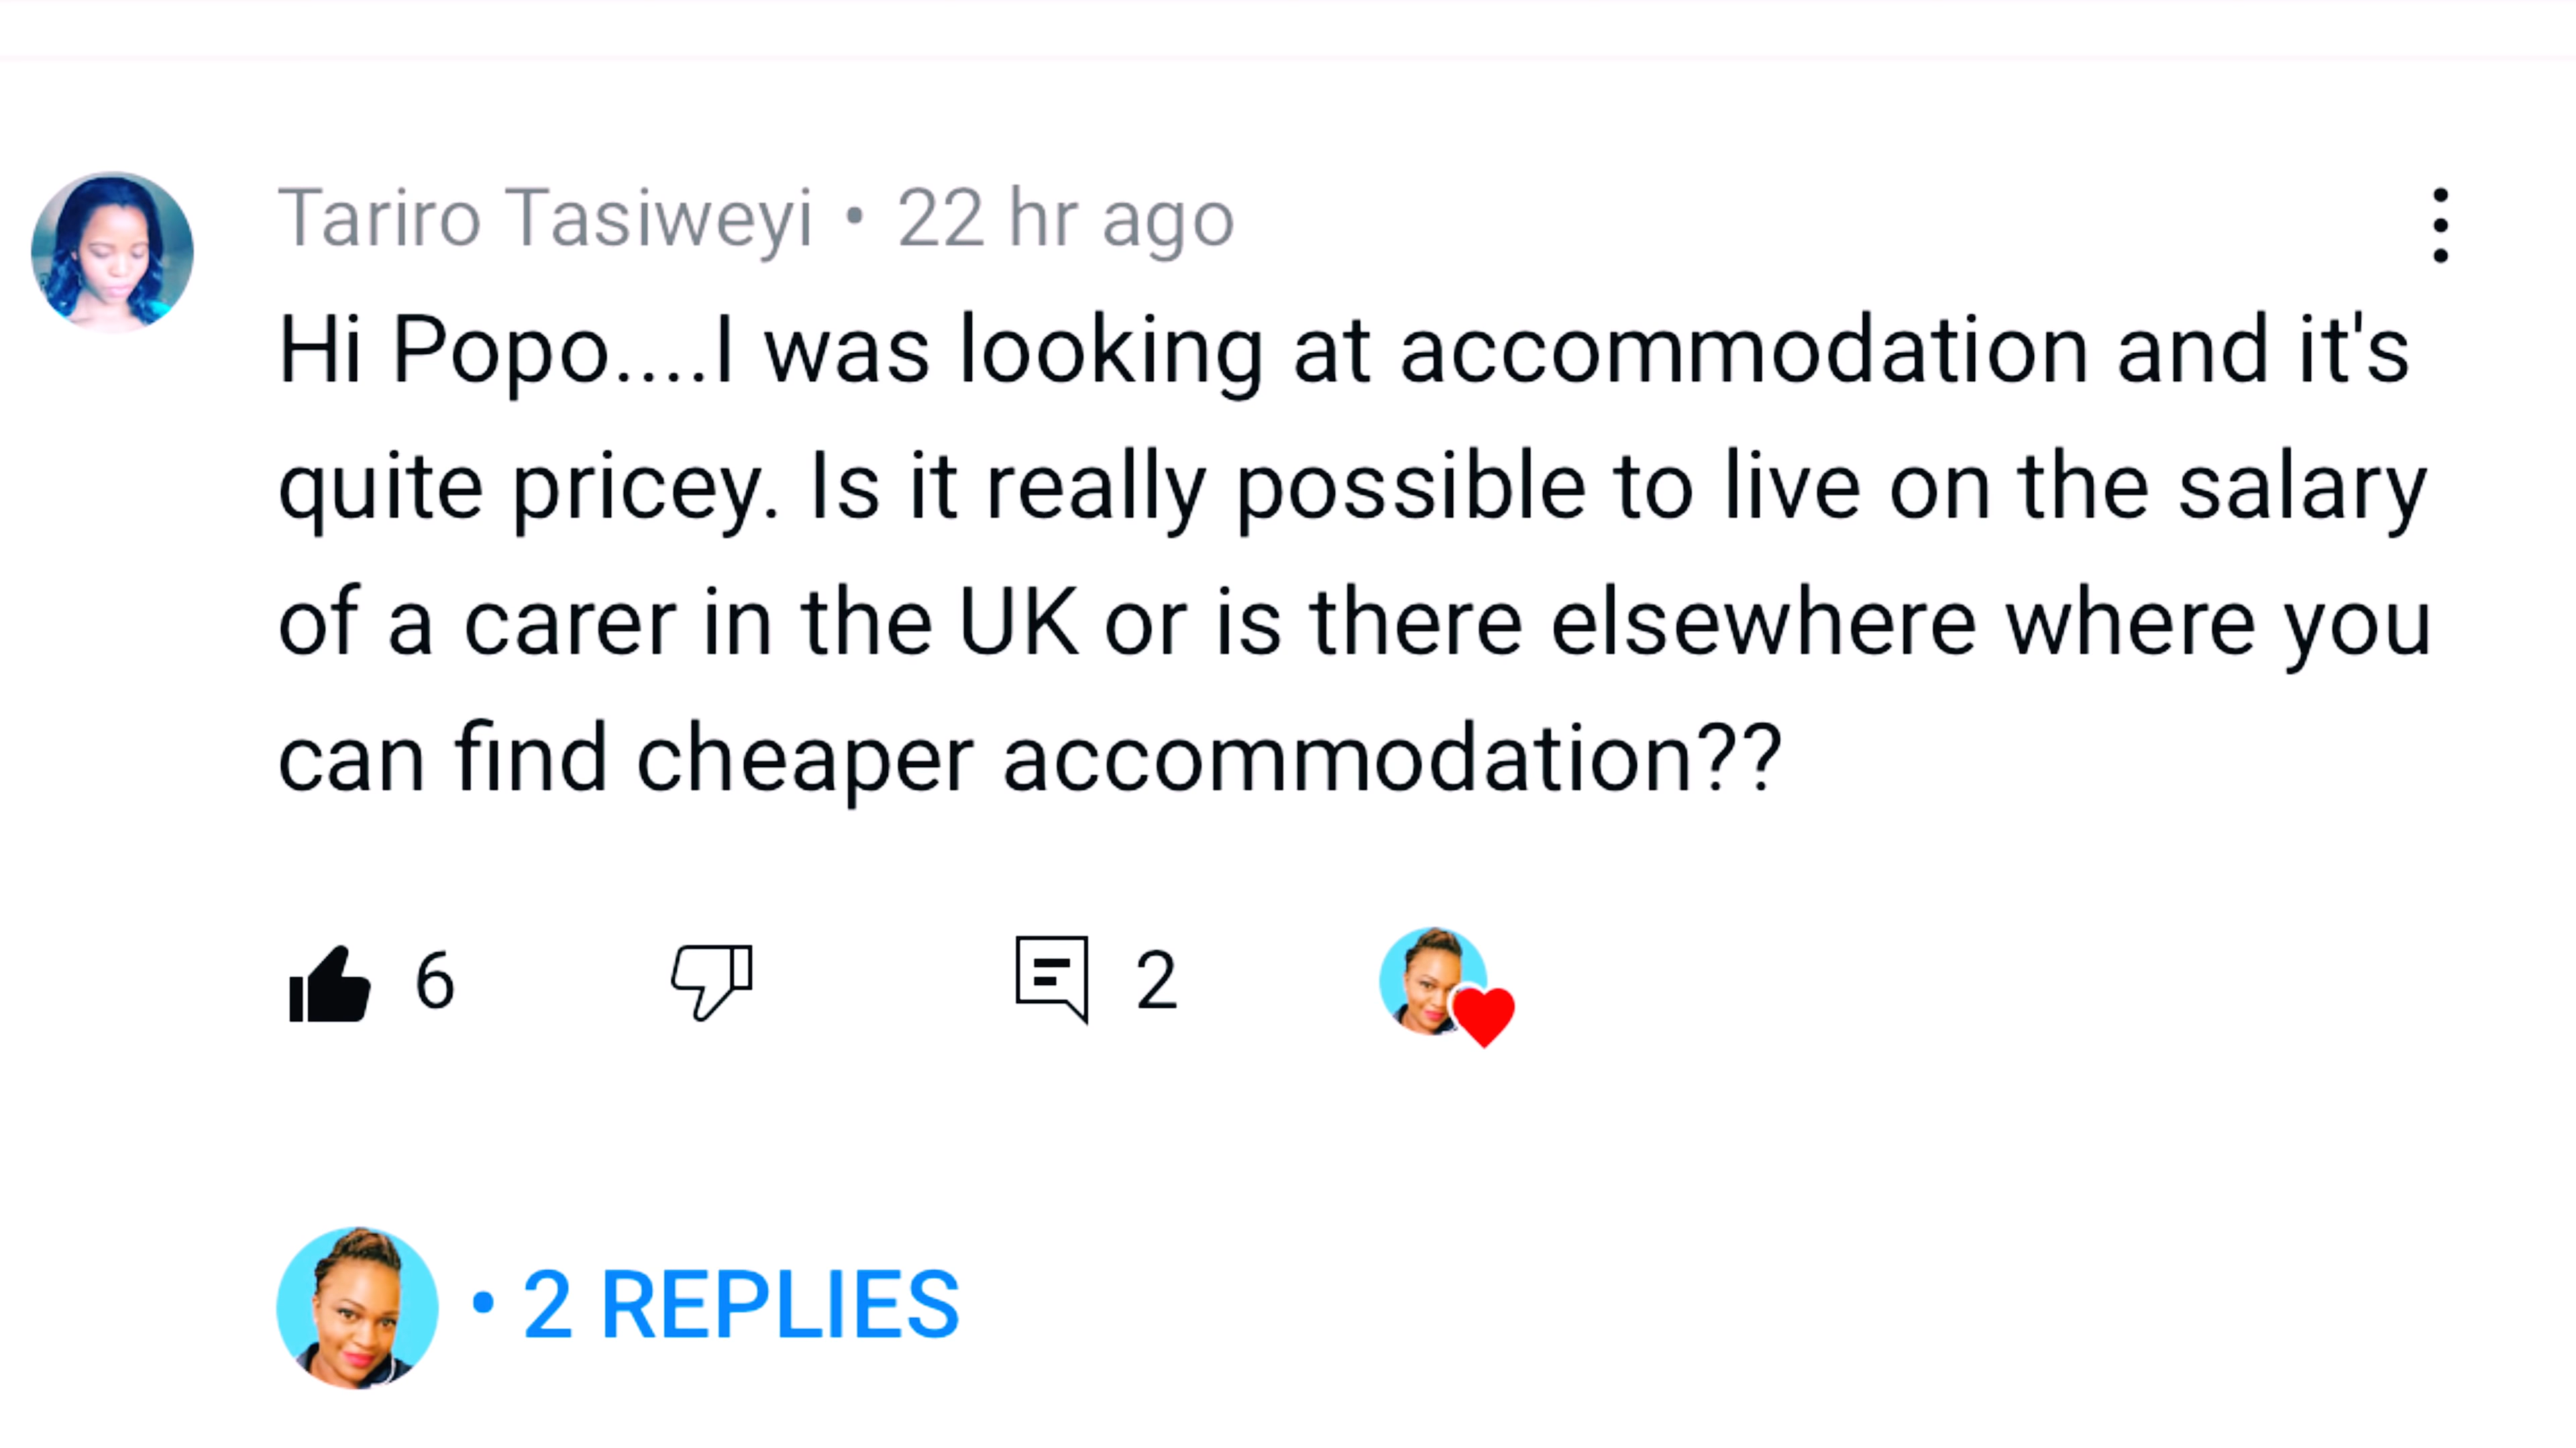 Tariro Tasiweyi • 22 hr ago
Hi Popo....I was looking at accommodation and it's
quite pricey. Is it really possible to live on the salary
of a carer in the UK or is there elsewhere where you
can find cheaper accommodation??
6 2
• 2 REPLIES